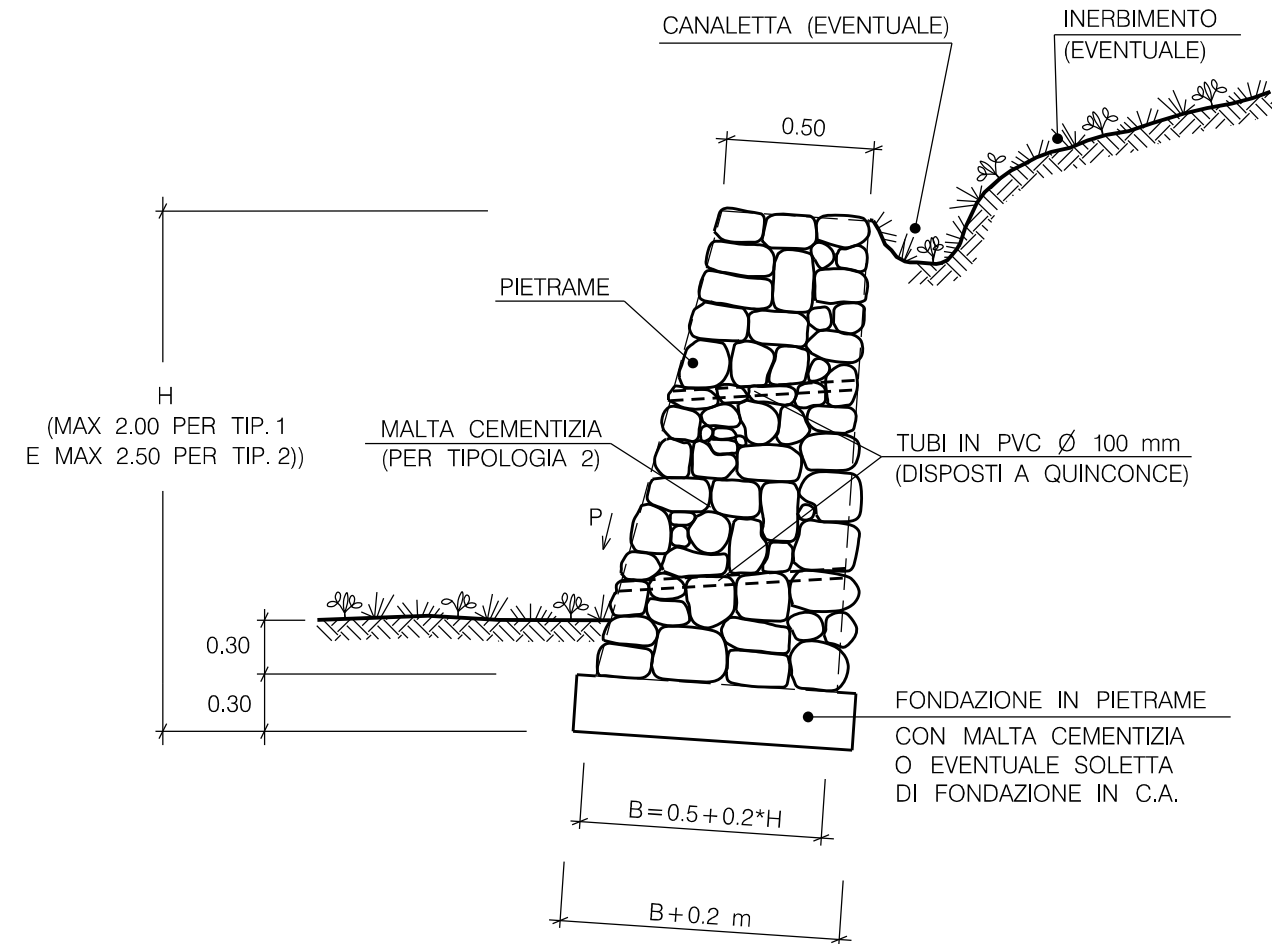 CANALETTA (EVENTUALE)
INERBIMENTO
(EVENTUALE)
0.50
PIETRAME
H
(MAX 2.00 PER TIP. 1
E MAX 2.50 PER TIP. 2))
MALTA CEMENTIZIA
(PER TIPOLOGIA 2)
TUBI IN PVC Ø 100 mm
(DISPOSTI A QUINCONCE)
P
0.30
0.30
FONDAZIONE IN PIETRAME
CON MALTA CEMENTIZIA
O EVENTUALE SOLETTA
DI FONDAZIONE IN C.A.
B=0.5+0.2*H
B+0.2 m